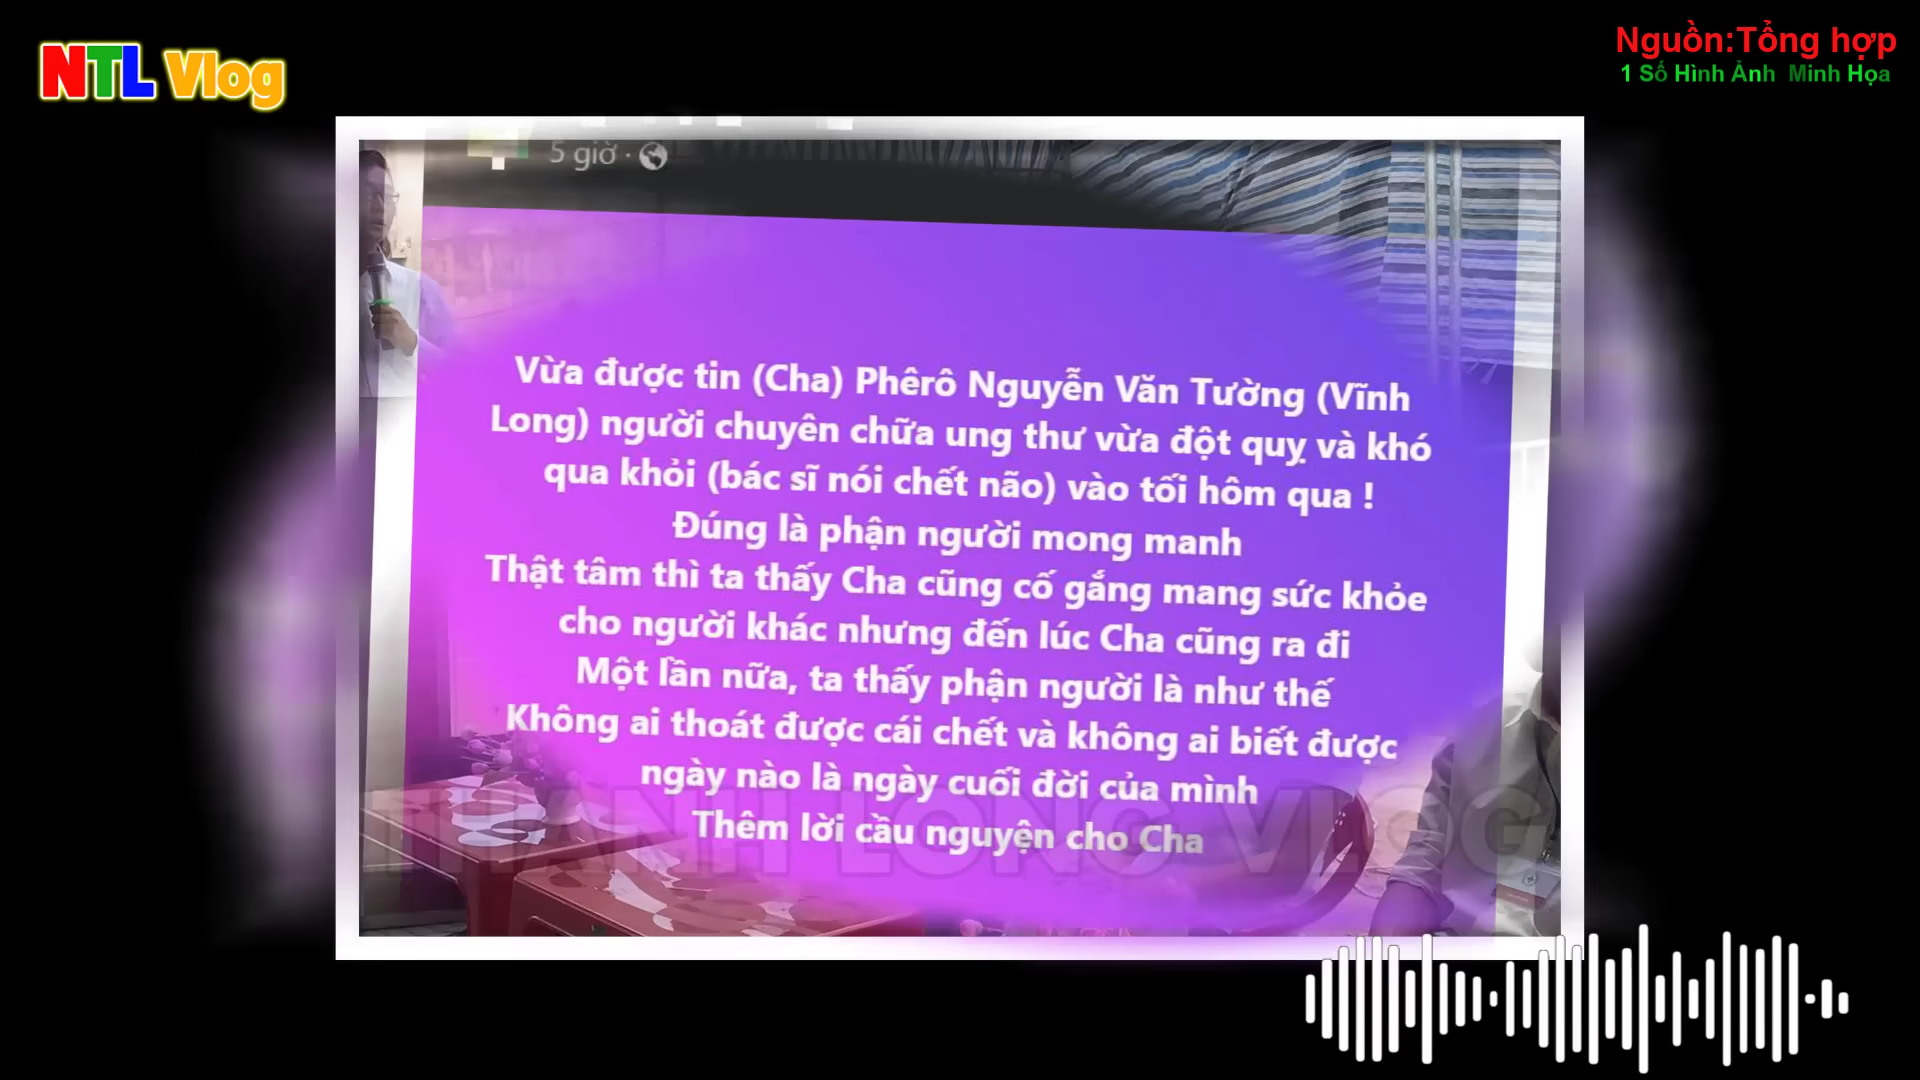 NTL Vlog
Nguồn:Tổng hợp
1 Số Hình Ảnh Minh Họa
5 giờ ·
Vừa được tin (Cha) Phêrô Nguyễn Văn Tường (Vĩnh
Long) người chuyên chữa ung thư vừa đột quỵ và khó
qua khỏi (bác sĩ nói chết não) vào tối hôm qua !
Đúng là phận người mong manh
Thật tâm thì ta thấy Cha cũng cố gắng mang sức khỏe
cho người khác nhưng đến lúc Cha cũng ra đi
Một lần nữa, ta thấy phận người là như thế
Không ai thoát được cái chết và không ai biết được
ngày nào là ngày cuối đời của mình
Thêm lời cầu nguyện cho Cha
THANH LONG VLOG